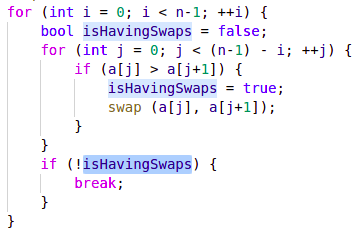 for (int i = 0; i < n-1; ++i) {
    bool isHavingSwaps = false;
    for (int j = 0; j < (n-1) - i; ++j) {
        if (a[j] > a[j+1]) {
            isHavingSwaps = true;
            swap (a[j], a[j+1]);
        }
    }
    if (!isHavingSwaps) {
        break;
    }
}